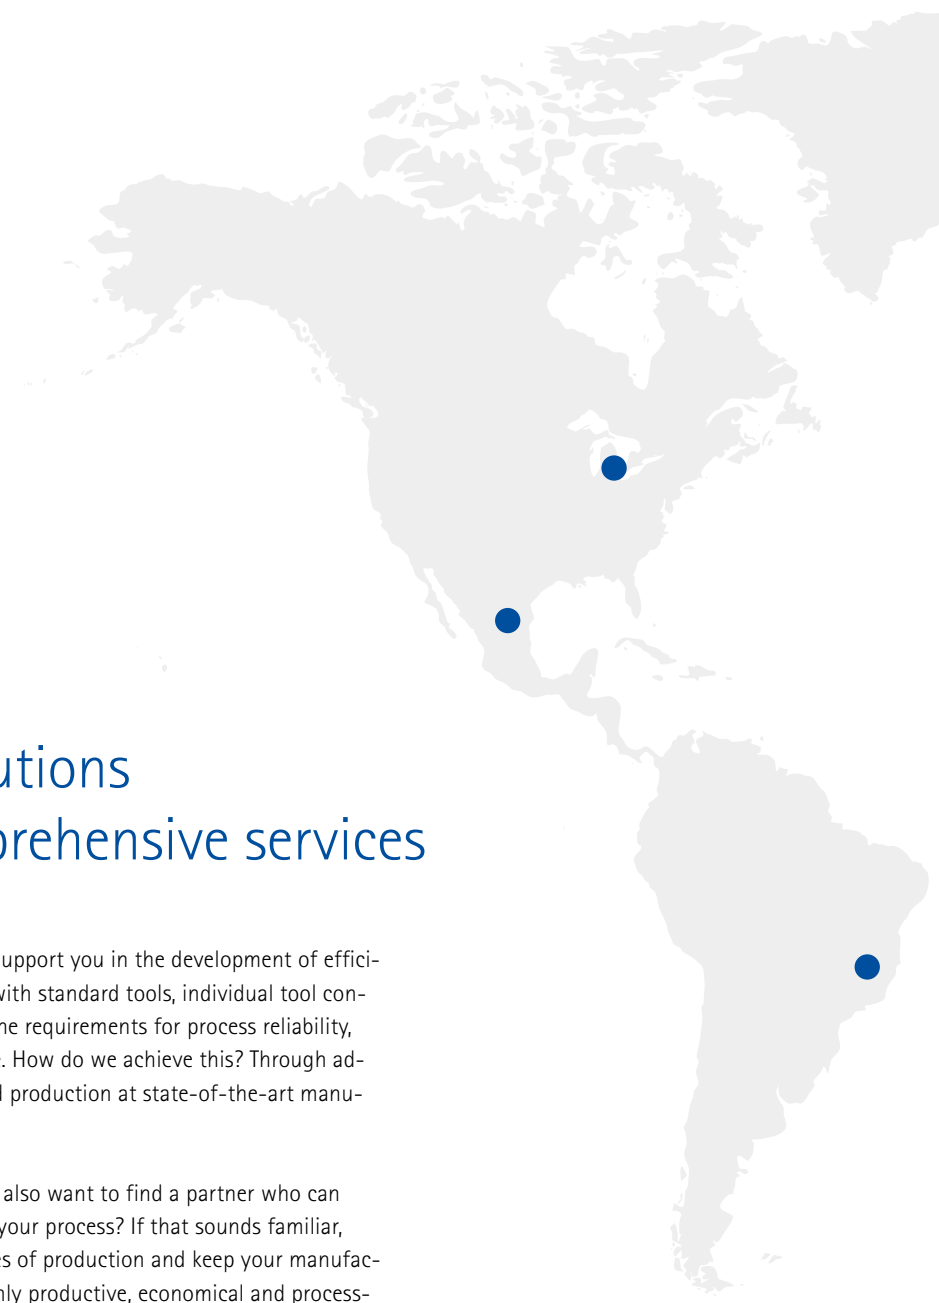 utions
prehensive services
upport you in the development of effici-
with standard tools, individual tool con-
ne requirements for process reliability,
. How do we achieve this? Through ad-
production at state-of-the-art manu-
also want to find a partner who can
your process? If that sounds familiar,
es of production and keep your manufac-
nly productive, economical and process-